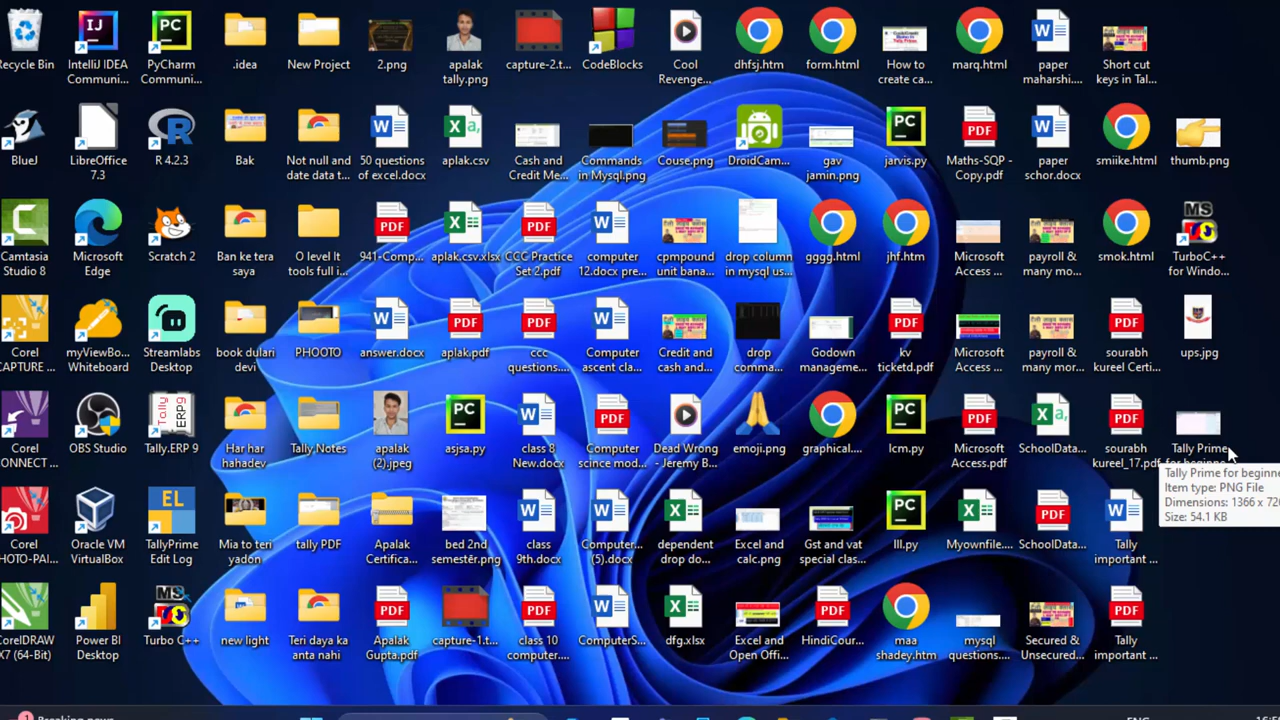 Recycle Bin
IntelliJ IDEA
Communi...
PyCharm
Communi...
.idea
New Project
2.png
apalak
tally.png
capture-2.t...
CodeBlocks
Cool
Revenge...
dhfsj.htm
form.html
How to
create ca...
marq.html
paper
maharshi....
Short cut
keys in Tal...
BlueJ
LibreOffice
7.3
R 4.2.3
Bak
Not null and
date data t...
50 questions
of excel.docx
aplak.csv
Cash and
Credit Me...
Commands
in Mysql.png
Couse.png
DroidCam...
gav
jamin.png
jarvis.py
Maths-SQP -
Copy.pdf
paper
schor.docx
smiike.html
thumb.png
Camtasia
Studio 8
Microsoft
Edge
Scratch 2
Ban ke tera
saya
O level It
tools full i...
941-Comp...
aplak.csv.xlsx
CCC Practice
Set 2.pdf
computer
12.docx pre...
cpmpound
unit bana...
drop column
in mysql us...
gggg.html
jhf.htm
Microsoft
Access ...
payroll &
many mo...
smok.html
TurboC++
for Windo...
Corel
CAPTURE ...
myViewBo...
Whiteboard
Streamlabs
Desktop
book dulari
devi
PHOOTO
answer.docx
aplak.pdf
ccc
questions....
Computer
ascent cla...
Credit and
cash and...
drop
comma...
Godown
manageme...
kv
ticketd.pdf
Microsoft
Access ...
payroll &
many mor...
sourabh
kureel Certi...
ups.jpg
Corel
CONNECT ...
OBS Studio
Tally.ERP 9
Har har
hahadev
Tally Notes
apalak
(2).jpeg
asjsa.py
class 8
New.docx
Computer
scince mod...
Dead Wrong
- Jeremy B...
emoji.png
graphical....
lcm.py
Microsoft
Access.pdf
SchoolData...
sourabh
kureel_17.pdf
Tally Prime
Tally Prime for beginne
Item type: PNG File
Dimensions: 1366 x 72
Size: 54.1 KB
Corel
PHOTO-PAI...
Oracle VM
VirtualBox
TallyPrime
Edit Log
Mia to teri
yadon
tally PDF
Apalak
Certifica...
bed 2nd
semester.png
class
9th.docx
Computer...
(5).docx
dependent
drop do...
Excel and
calc.png
Gst and vat
special clas...
lll.py
Myownfile....
SchoolData...
Tally
important ...
CorelDRAW
X7 (64-Bit)
Power BI
Desktop
Turbo C++
new light
Teri daya ka
anta nahi
Apalak
Gupta.pdf
capture-1.t...
class 10
computer....
ComputerS...
dfg.xlsx
Excel and
Open Offi...
HindiCour...
maa
shadey.htm
mysql
questions....
Secured &
Unsecured...
Tally
important ...
Breaking news
ENG